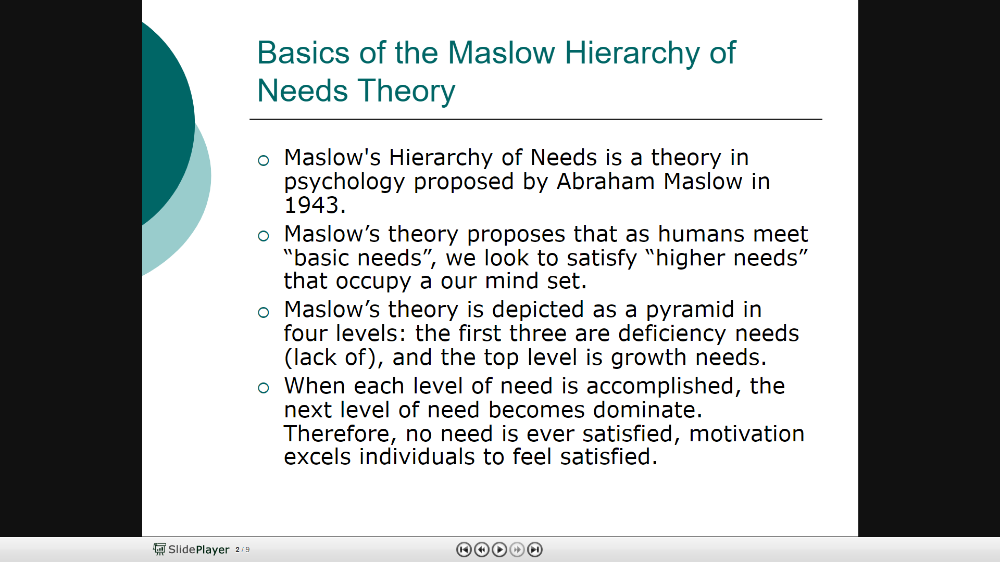 Basics of the Maslow Hierarchy of
Needs Theory
Maslow's Hierarchy of Needs is a theory in
psychology proposed by Abraham Maslow in
1943.
Maslow’s theory proposes that as humans meet
“basic needs”, we look to satisfy “higher needs”
that occupy a our mind set.
Maslow’s theory is depicted as a pyramid in
four levels: the first three are deficiency needs
(lack of), and the top level is growth needs.
When each level of need is accomplished, the
next level of need becomes dominate.
Therefore, no need is ever satisfied, motivation
excels individuals to feel satisfied.
SlidePlayer 2 / 9